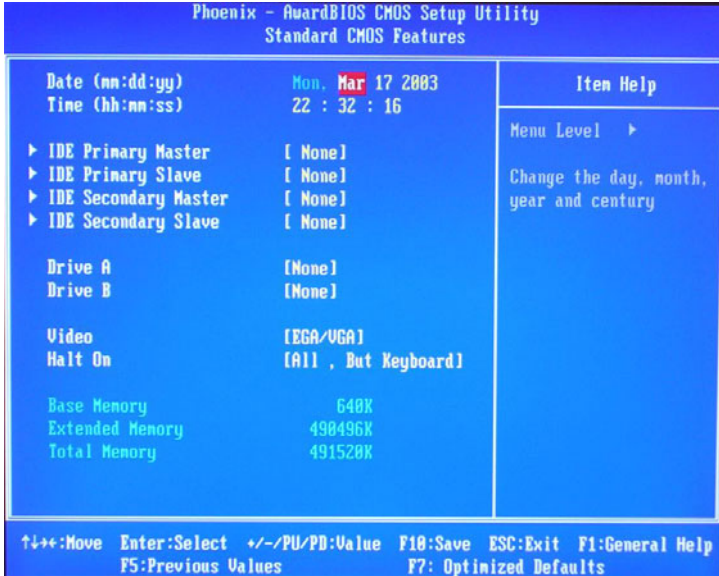 Phoenix - AwardBIOS CMOS Setup Utility
Standard CMOS Features
Date (mm:dd:yy) Mon, Mar 17 2003
Time (hh:mm:ss) 22 : 32 : 16
Item Help
Menu Level ▶
Change the day, month,
year and century
▶ IDE Primary Master [ None]
▶ IDE Primary Slave [ None]
▶ IDE Secondary Master [ None]
▶ IDE Secondary Slave [ None]
Drive A [None]
Drive B [None]
Video [EGA/VGA]
Halt On [All , But Keyboard]
Base Memory 640K
Extended Memory 490496K
Total Memory 491520K
↑↓→←:Move Enter:Select +/-/PU/PD:Value F10:Save ESC:Exit F1:General Help
F5:Previous Values F7: Optimized Defaults